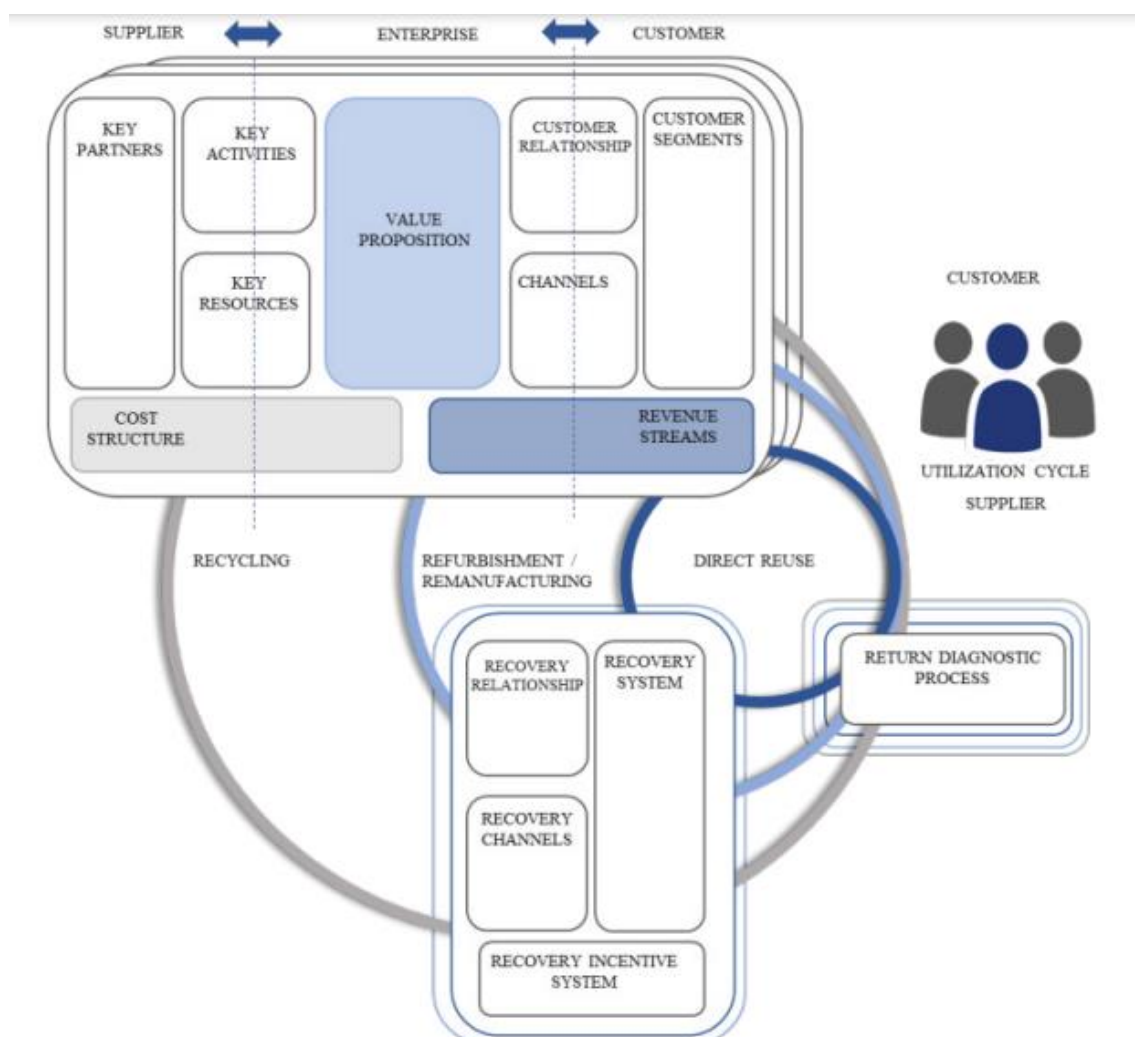 SUPPLIER
ENTERPRISE
CUSTOMER
KEY
PARTNERS
KEY
ACTIVITIES
KEY
RESOURCES
VALUE
PROPOSITION
CUSTOMER
RELATIONSHIP
CHANNELS
CUSTOMER
SEGMENTS
COST
STRUCTURE
REVENUE
STREAMS
CUSTOMER
UTILIZATION CYCLE
SUPPLIER
RECYCLING
REFURBISHMENT /
REMANUFACTURING
DIRECT REUSE
RECOVERY
RELATIONSHIP
RECOVERY
SYSTEM
RECOVERY
CHANNELS
RECOVERY INCENTIVE
SYSTEM
RETURN DIAGNOSTIC
PROCESS